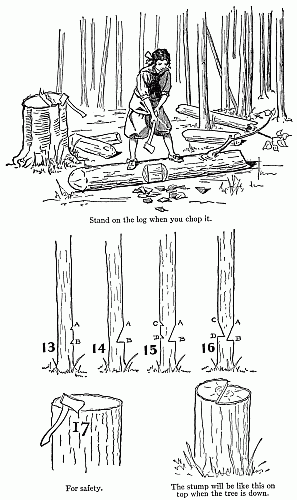 Stand on the log when you chop it.
A
B
13
A
B
14
C
A
D
B
15
C
A
D
B
16
17
For safety.
The stump will be like this on
top when the tree is down.